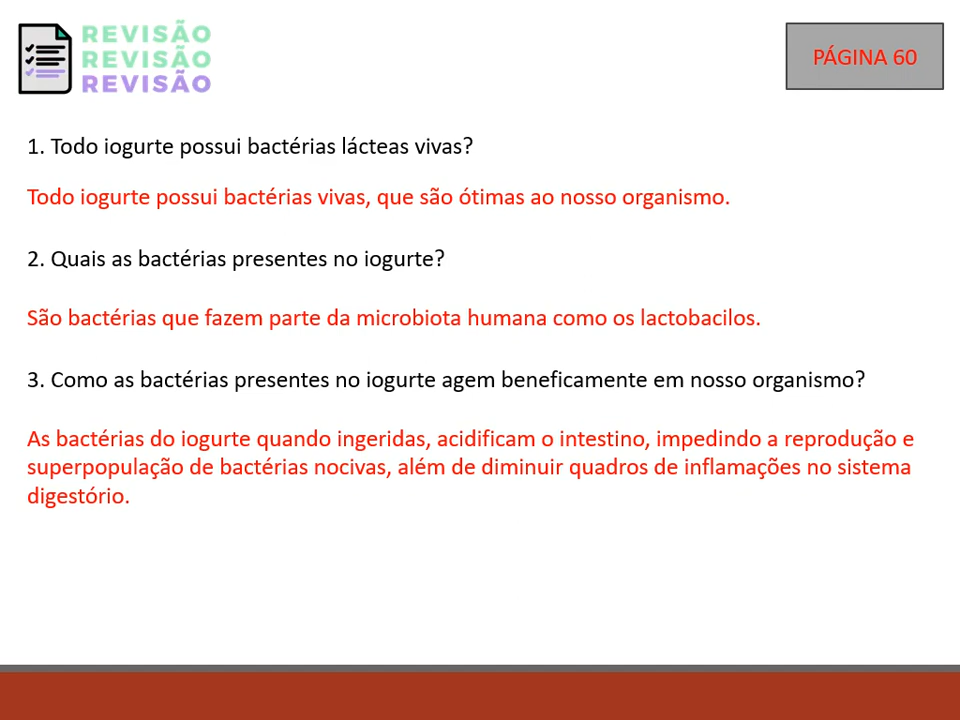 REVISÃO
REVISÃO
REVISÃO
PÁGINA 60
1. Todo iogurte possui bactérias lácteas vivas?
Todo iogurte possui bactérias vivas, que são ótimas ao nosso organismo.
2. Quais as bactérias presentes no iogurte?
São bactérias que fazem parte da microbiota humana como os lactobacilos.
3. Como as bactérias presentes no iogurte agem beneficamente em nosso organismo?
As bactérias do iogurte quando ingeridas, acidificam o intestino, impedindo a reprodução e
superpopulação de bactérias nocivas, além de diminuir quadros de inflamações no sistema
digestório.